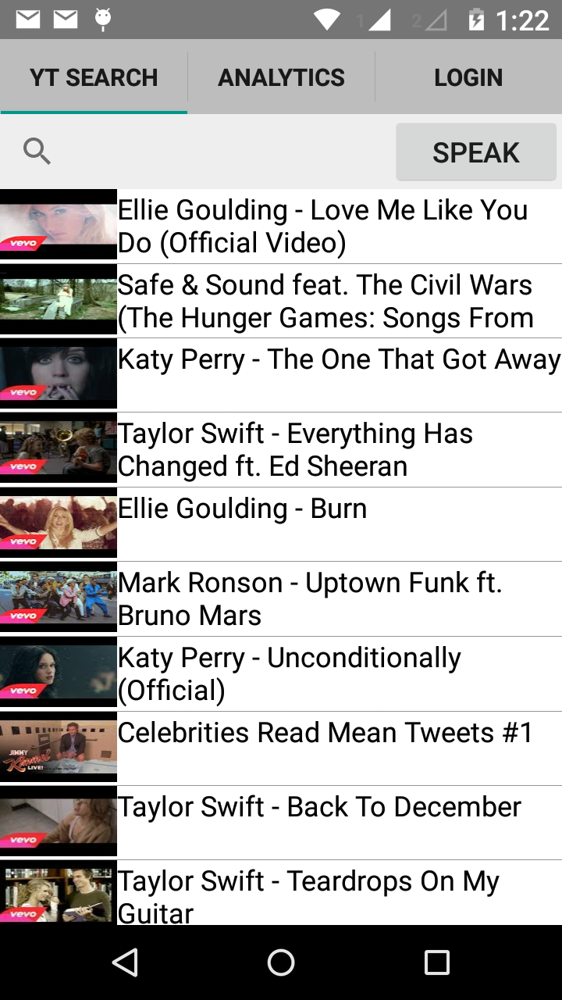 1 2 1:22
YT SEARCH ANALYTICS LOGIN
SPEAK
Ellie Goulding - Love Me Like You
Do (Official Video)
vevo
Safe & Sound feat. The Civil Wars
(The Hunger Games: Songs From
Katy Perry - The One That Got Away
vevo
Taylor Swift - Everything Has
Changed ft. Ed Sheeran
vevo
Ellie Goulding - Burn
vevo
Mark Ronson - Uptown Funk ft.
Bruno Mars
vevo
Katy Perry - Unconditionally
(Official)
vevo
Celebrities Read Mean Tweets #1
JIMMY
Kimmel
LIVE!
Taylor Swift - Back To December
vevo
Taylor Swift - Teardrops On My
Guitar
vevo